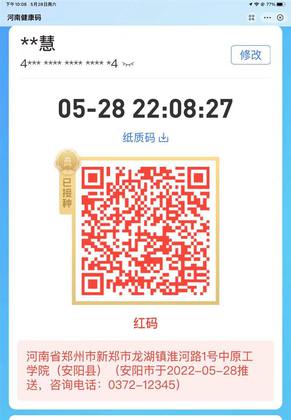 下午10:08 5月28日周六
77%
河南健康码
**慧
4*** **** **** **** *4
修改
05-28 22:08:27
纸质码
已接种
红码
河南省郑州市新郑市龙湖镇淮河路1号中原工
学院（安阳县）（安阳市于2022-05-28推
送，咨询电话：0372-12345）